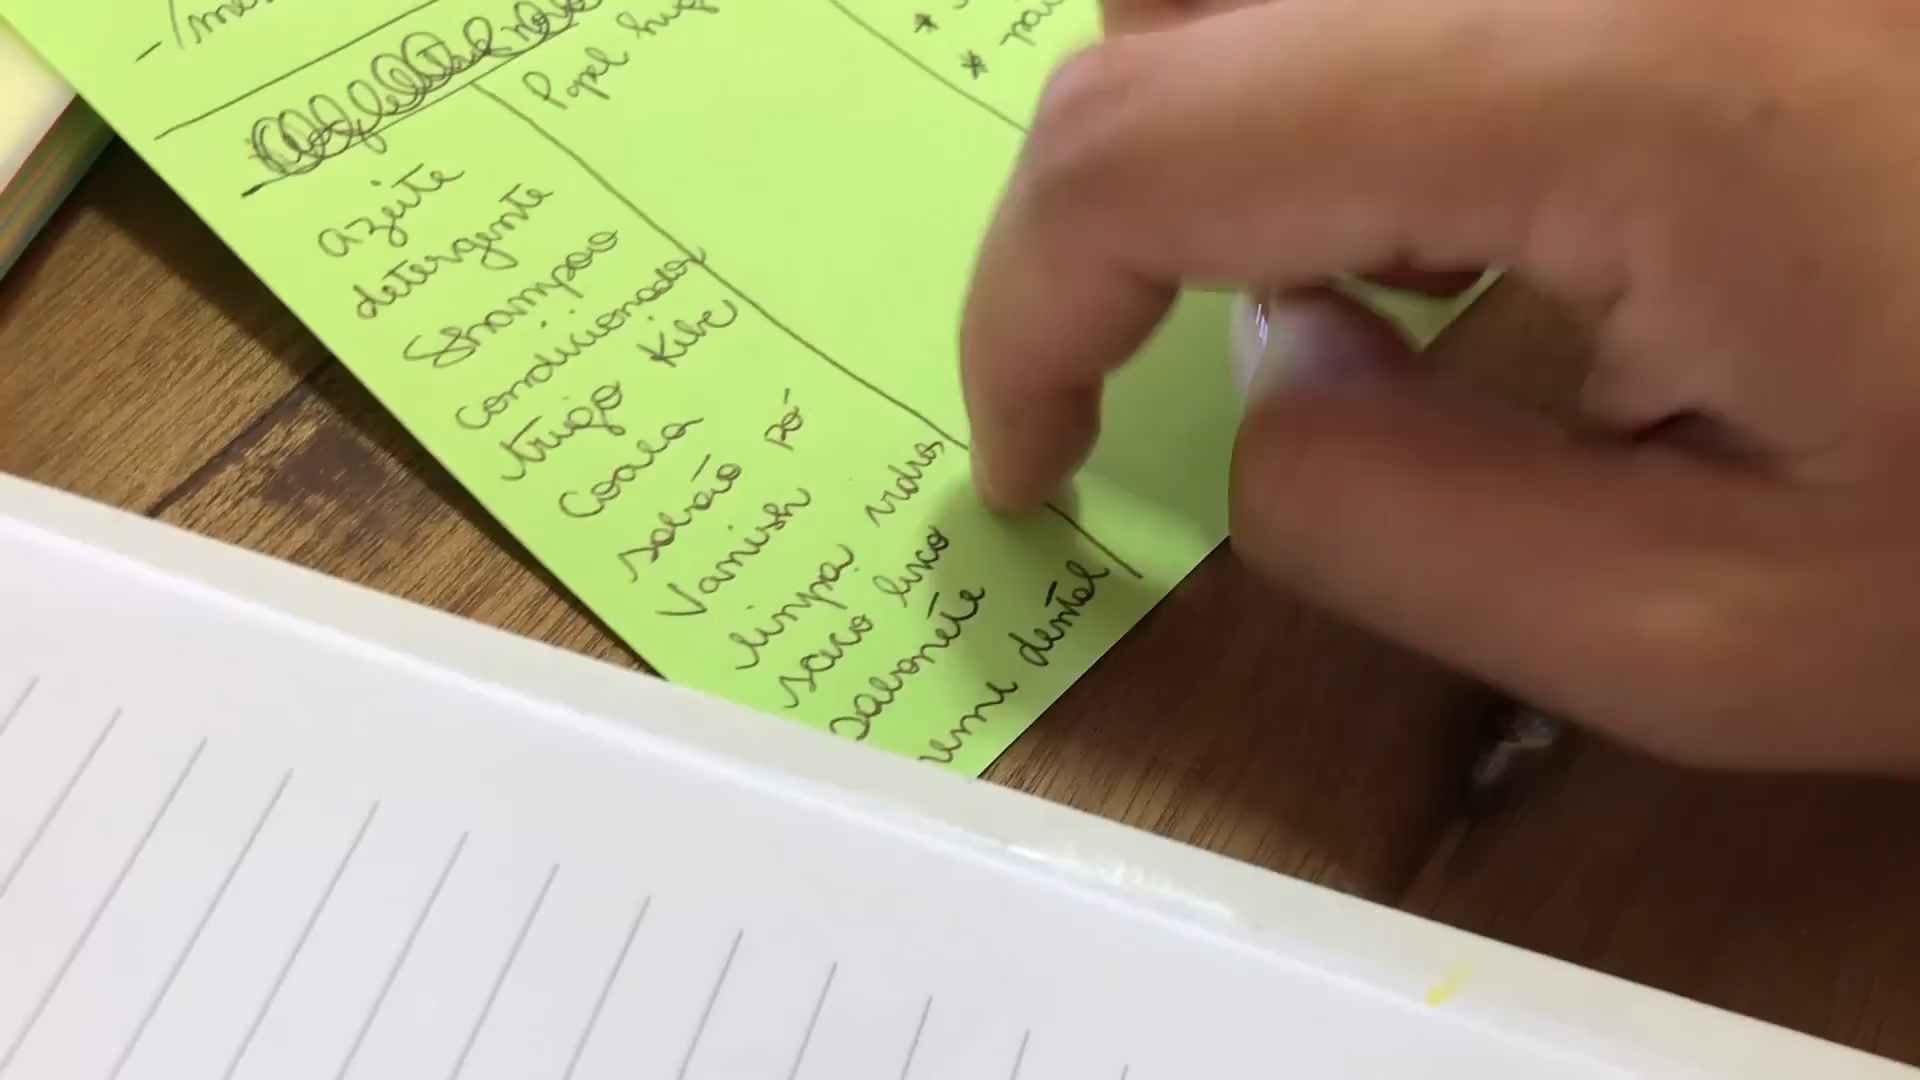 azeite
detergente
Shampoo
condicionador
trigo Kibe
Coala
sabão pó
Vanish
limpa vidros
saco lixo
sabonete
creme dental
Papel hig